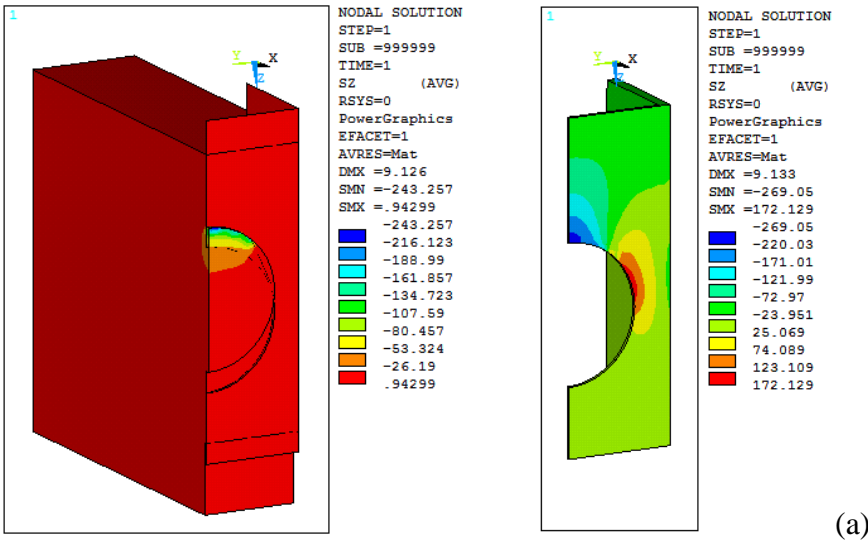 1
Y
X
Z
NODAL SOLUTION
STEP=1
SUB =999999
TIME=1
SZ (AVG)
RSYS=0
PowerGraphics
EFACET=1
AVRES=Mat
DMX =9.126
SMN =-243.257
SMX =.94299
-243.257
-216.123
-188.99
-161.857
-134.723
-107.59
-80.457
-53.324
-26.19
.94299
1
Y
X
Z
NODAL SOLUTION
STEP=1
SUB =999999
TIME=1
SZ (AVG)
RSYS=0
PowerGraphics
EFACET=1
AVRES=Mat
DMX =9.133
SMN =-269.05
SMX =172.129
-269.05
-220.03
-171.01
-121.99
-72.97
-23.951
25.069
74.089
123.109
172.129
(a)